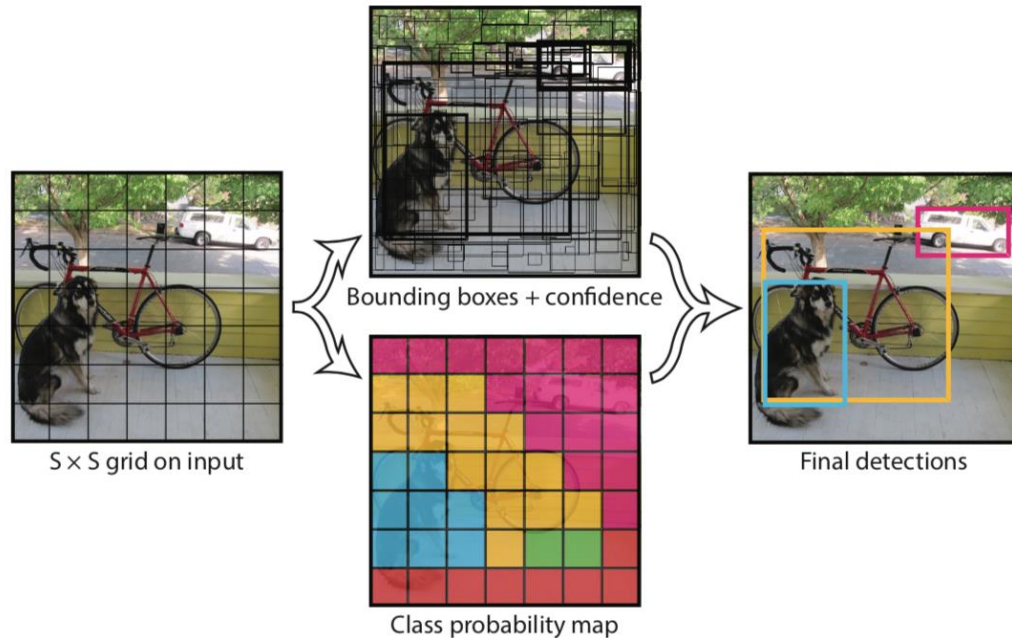 Bounding boxes + confidence
S × S grid on input
Final detections
Class probability map